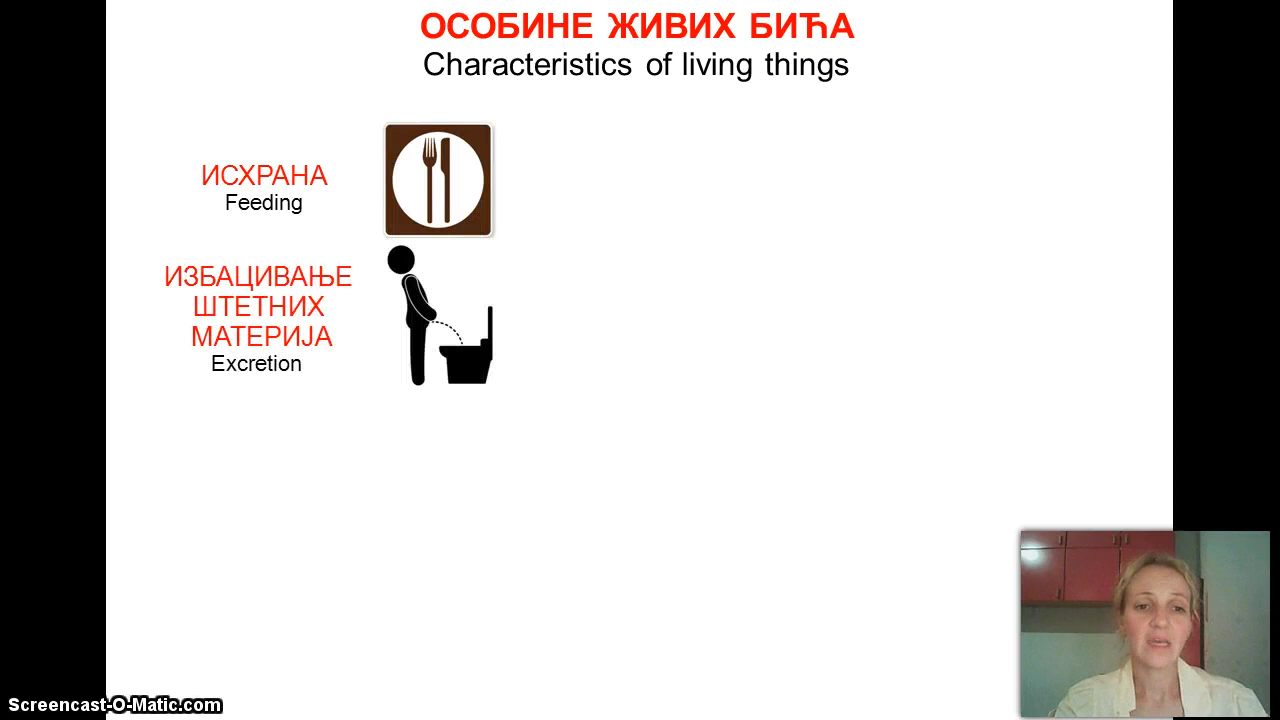 ОСОБИНЕ ЖИВИХ БИЋА
Characteristics of living things
ИСХРАНА
Feeding
ИЗБАЦИВАЊЕ
ШТЕТНИХ
МАТЕРИЈА
Excretion
Screencast-O-Matic.com